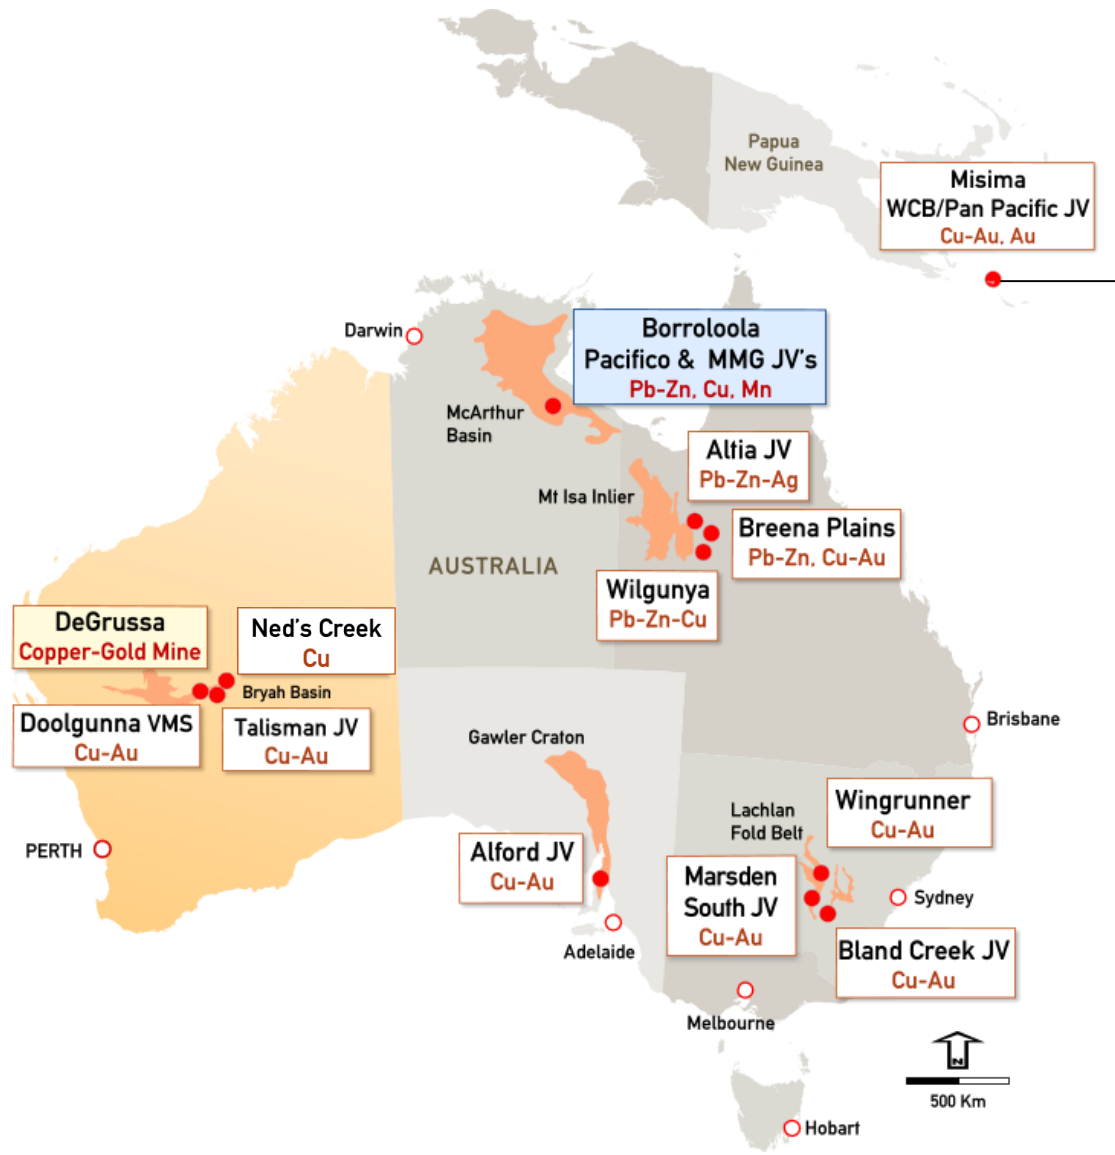 Papua
New Guinea
Misima
WCB/Pan Pacific JV
Cu-Au, Au
Darwin
Borroloola
Pacifico & MMG JV's
Pb-Zn, Cu, Mn
McArthur
Basin
Altia JV
Pb-Zn-Ag
Mt Isa Inlier
Breena Plains
Pb-Zn, Cu-Au
AUSTRALIA
Wilgunya
Pb-Zn-Cu
DeGrussa
Copper-Gold Mine
Ned's Creek
Cu
Bryah Basin
Doolgunna VMS
Cu-Au
Talisman JV
Cu-Au
Brisbane
Gawler Craton
Wingrunner
Cu-Au
Lachlan
Fold Belt
PERTH
Alford JV
Cu-Au
Marsden
South JV
Cu-Au
Sydney
Adelaide
Bland Creek JV
Cu-Au
Melbourne
N
500 Km
Hobart